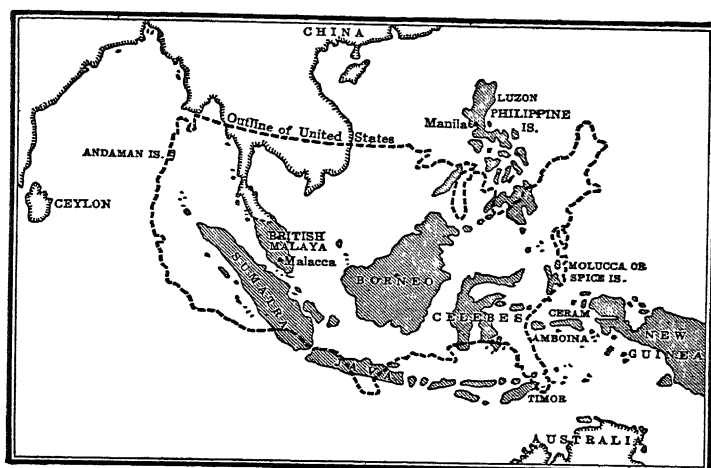 CHINA
LUZON
PHILIPPINE
IS.
Manila
Outline of United States
ANDAMAN IS.
CEYLON
BRITISH
MALAYA
Malacca
SUMATRA
BORNEO
MOLUCCA OR
SPICE IS.
CELEBES
CERAM
AMBOINA
NEW
GUINEA
JAVA
TIMOR
AUSTRALIA